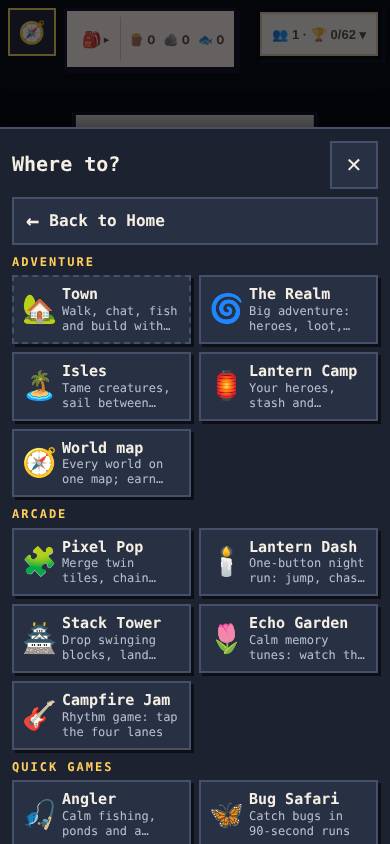 ▸ 0 0 0
1 · 0/62 ▾
Where to?
✕
← Back to Home
ADVENTURE
Town
Walk, chat, fish
and build with…
The Realm
Big adventure:
heroes, loot,…
Isles
Tame creatures,
sail between…
Lantern Camp
Your heroes,
stash and…
World map
Every world on
one map; earn…
ARCADE
Pixel Pop
Merge twin
tiles, chain…
Lantern Dash
One-button night
run: jump, chas…
Stack Tower
Drop swinging
blocks, land…
Echo Garden
Calm memory
tunes: watch th…
Campfire Jam
Rhythm game: tap
the four lanes
QUICK GAMES
Angler
Calm fishing,
ponds and a…
Bug Safari
Catch bugs in
90-second runs